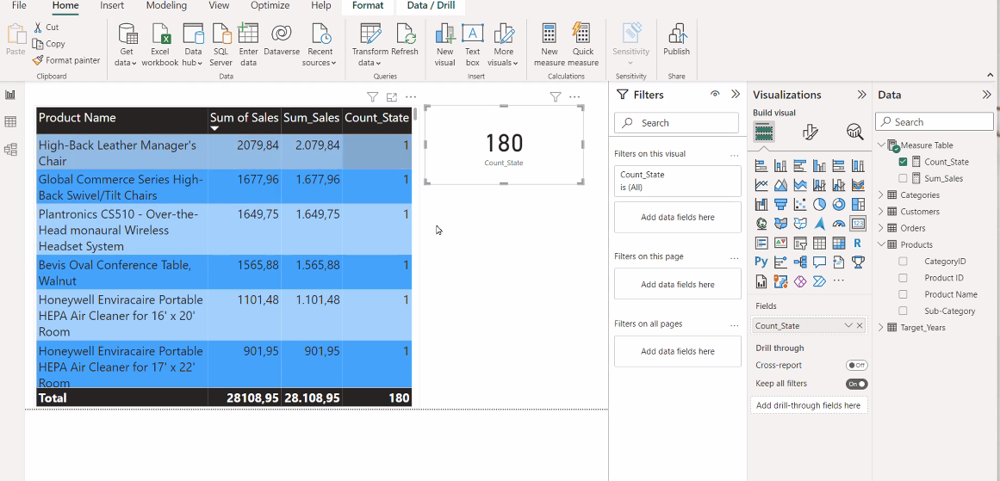 File Home Insert Modeling View Optimize Help Format Data / Drill
Paste
Cut
Copy
Format painter
Clipboard
Get data
Excel workbook
Data hub
SQL Server
Enter data
Dataverse
Recent sources
Data
Transform data
Refresh
Queries
New visual
Text box
More visuals
Insert
New measure
Quick measure
Calculations
Sensitivity
Sensitivity
Publish
Share
Product Name Sum of Sales Sum_Sales Count_State
High-Back Leather Manager's 2079,84 2.079,84 1
Chair
Global Commerce Series High- 1677,96 1.677,96 1
Back Swivel/Tilt Chairs
Plantronics CS510 - Over-the- 1649,75 1.649,75 1
Head monaural Wireless
Headset System
Bevis Oval Conference Table, 1565,88 1.565,88 1
Walnut
Honeywell Enviracaire Portable 1101,48 1.101,48 1
HEPA Air Cleaner for 16' x 20'
Room
Honeywell Enviracaire Portable 901,95 901,95 1
HEPA Air Cleaner for 17' x 22'
Room
Total 28108,95 28.108,95 180
180
Count_State
Filters
Search
Filters on this visual ...
Count_State
is (All)
Add data fields here
Filters on this page ...
Add data fields here
Filters on all pages ...
Add data fields here
Visualizations
Build visual
123
R
Py
...
Fields
Count_State
Drill through
Cross-report Off
Keep all filters On
Add drill-through fields here
Data
Search
Measure Table
Count_State
Sum_Sales
Categories
Customers
Orders
Products
CategoryID
Product ID
Product Name
Sub-Category
Target_Years